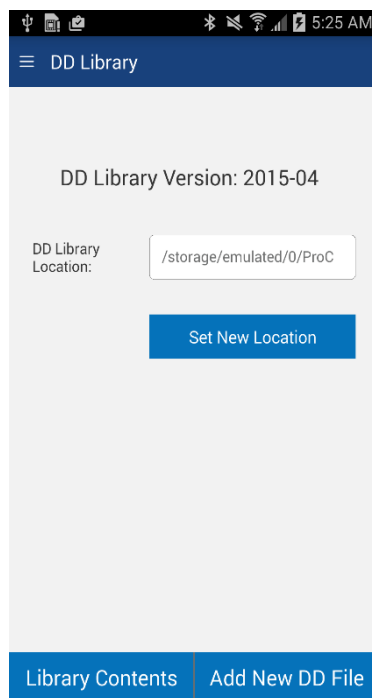 5:25 AM
DD Library
DD Library Version: 2015-04
DD Library
Location:
/storage/emulated/0/ProC
Set New Location
Library Contents
Add New DD File